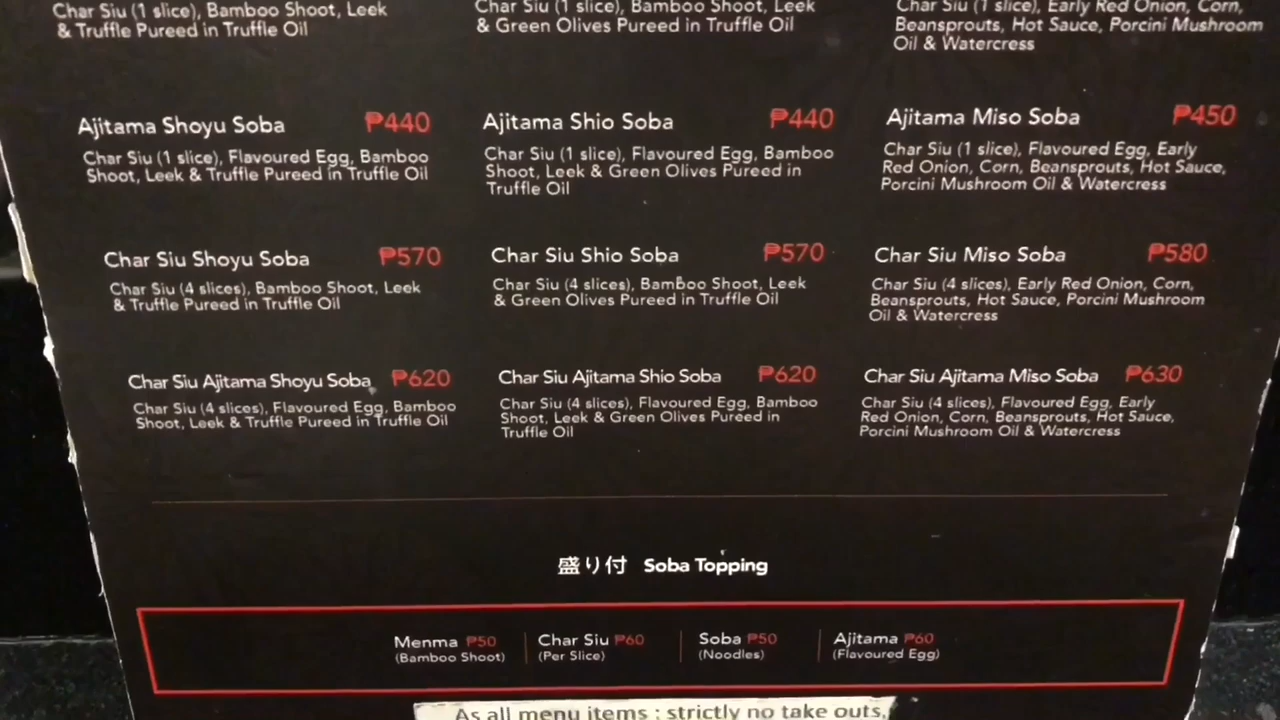 Char Siu (1 slice), Bamboo Shoot, Leek
& Truffle Pureed in Truffle Oil
Char Siu (1 slice), Bamboo Shoot, Leek
& Green Olives Pureed in Truffle Oil
Char Siu (1 slice), Early Red Onion, Corn,
Beansprouts, Hot Sauce, Porcini Mushroom
Oil & Watercress
Ajitama Shoyu Soba ₱440
Char Siu (1 slice), Flavoured Egg, Bamboo
Shoot, Leek & Truffle Pureed in Truffle Oil
Ajitama Shio Soba ₱440
Char Siu (1 slice), Flavoured Egg, Bamboo
Shoot, Leek & Green Olives Pureed in
Truffle Oil
Ajitama Miso Soba ₱450
Char Siu (1 slice), Flavoured Egg, Early
Red Onion, Corn, Beansprouts, Hot Sauce,
Porcini Mushroom Oil & Watercress
Char Siu Shoyu Soba ₱570
Char Siu (4 slices), Bamboo Shoot, Leek
& Truffle Pureed in Truffle Oil
Char Siu Shio Soba ₱570
Char Siu (4 slices), Bamboo Shoot, Leek
& Green Olives Pureed in Truffle Oil
Char Siu Miso Soba ₱580
Char Siu (4 slices), Early Red Onion, Corn,
Beansprouts, Hot Sauce, Porcini Mushroom
Oil & Watercress
Char Siu Ajitama Shoyu Soba ₱620
Char Siu (4 slices), Flavoured Egg, Bamboo
Shoot, Leek & Truffle Pureed in Truffle Oil
Char Siu Ajitama Shio Soba ₱620
Char Siu (4 slices), Flavoured Egg, Bamboo
Shoot, Leek & Green Olives Pureed in
Truffle Oil
Char Siu Ajitama Miso Soba ₱630
Char Siu (4 slices), Flavoured Egg, Early
Red Onion, Corn, Beansprouts, Hot Sauce,
Porcini Mushroom Oil & Watercress
盛り付 Soba Topping
Menma ₱50
(Bamboo Shoot)
Char Siu ₱60
(Per Slice)
Soba ₱50
(Noodles)
Ajitama ₱60
(Flavoured Egg)
As all menu items : strictly no take outs,